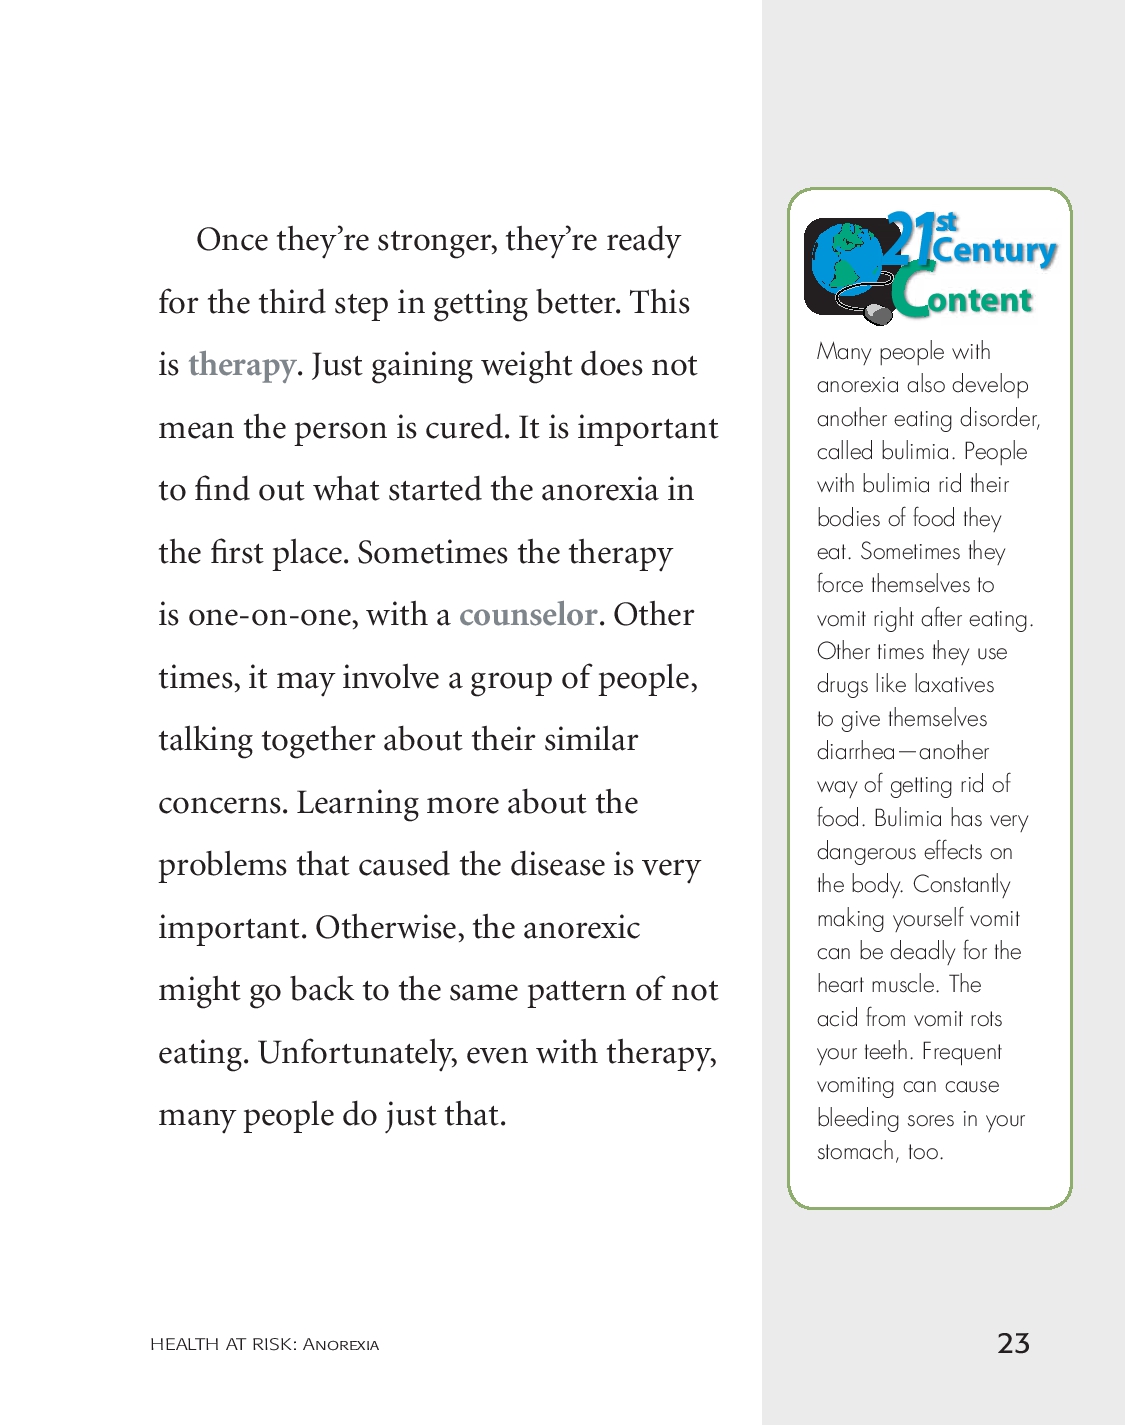 Once they’re stronger, they’re ready
for the third step in getting better. This
is therapy. Just gaining weight does not
mean the person is cured. It is important
to find out what started the anorexia in
the first place. Sometimes the therapy
is one-on-one, with a counselor. Other
times, it may involve a group of people,
talking together about their similar
concerns. Learning more about the
problems that caused the disease is very
important. Otherwise, the anorexic
might go back to the same pattern of not
eating. Unfortunately, even with therapy,
many people do just that.
21st
Century
Content
Many people with
anorexia also develop
another eating disorder,
called bulimia. People
with bulimia rid their
bodies of food they
eat. Sometimes they
force themselves to
vomit right after eating.
Other times they use
drugs like laxatives
to give themselves
diarrhea—another
way of getting rid of
food. Bulimia has very
dangerous effects on
the body. Constantly
making yourself vomit
can be deadly for the
heart muscle. The
acid from vomit rots
your teeth. Frequent
vomiting can cause
bleeding sores in your
stomach, too.
HEALTH AT RISK: ANOREXIA
23